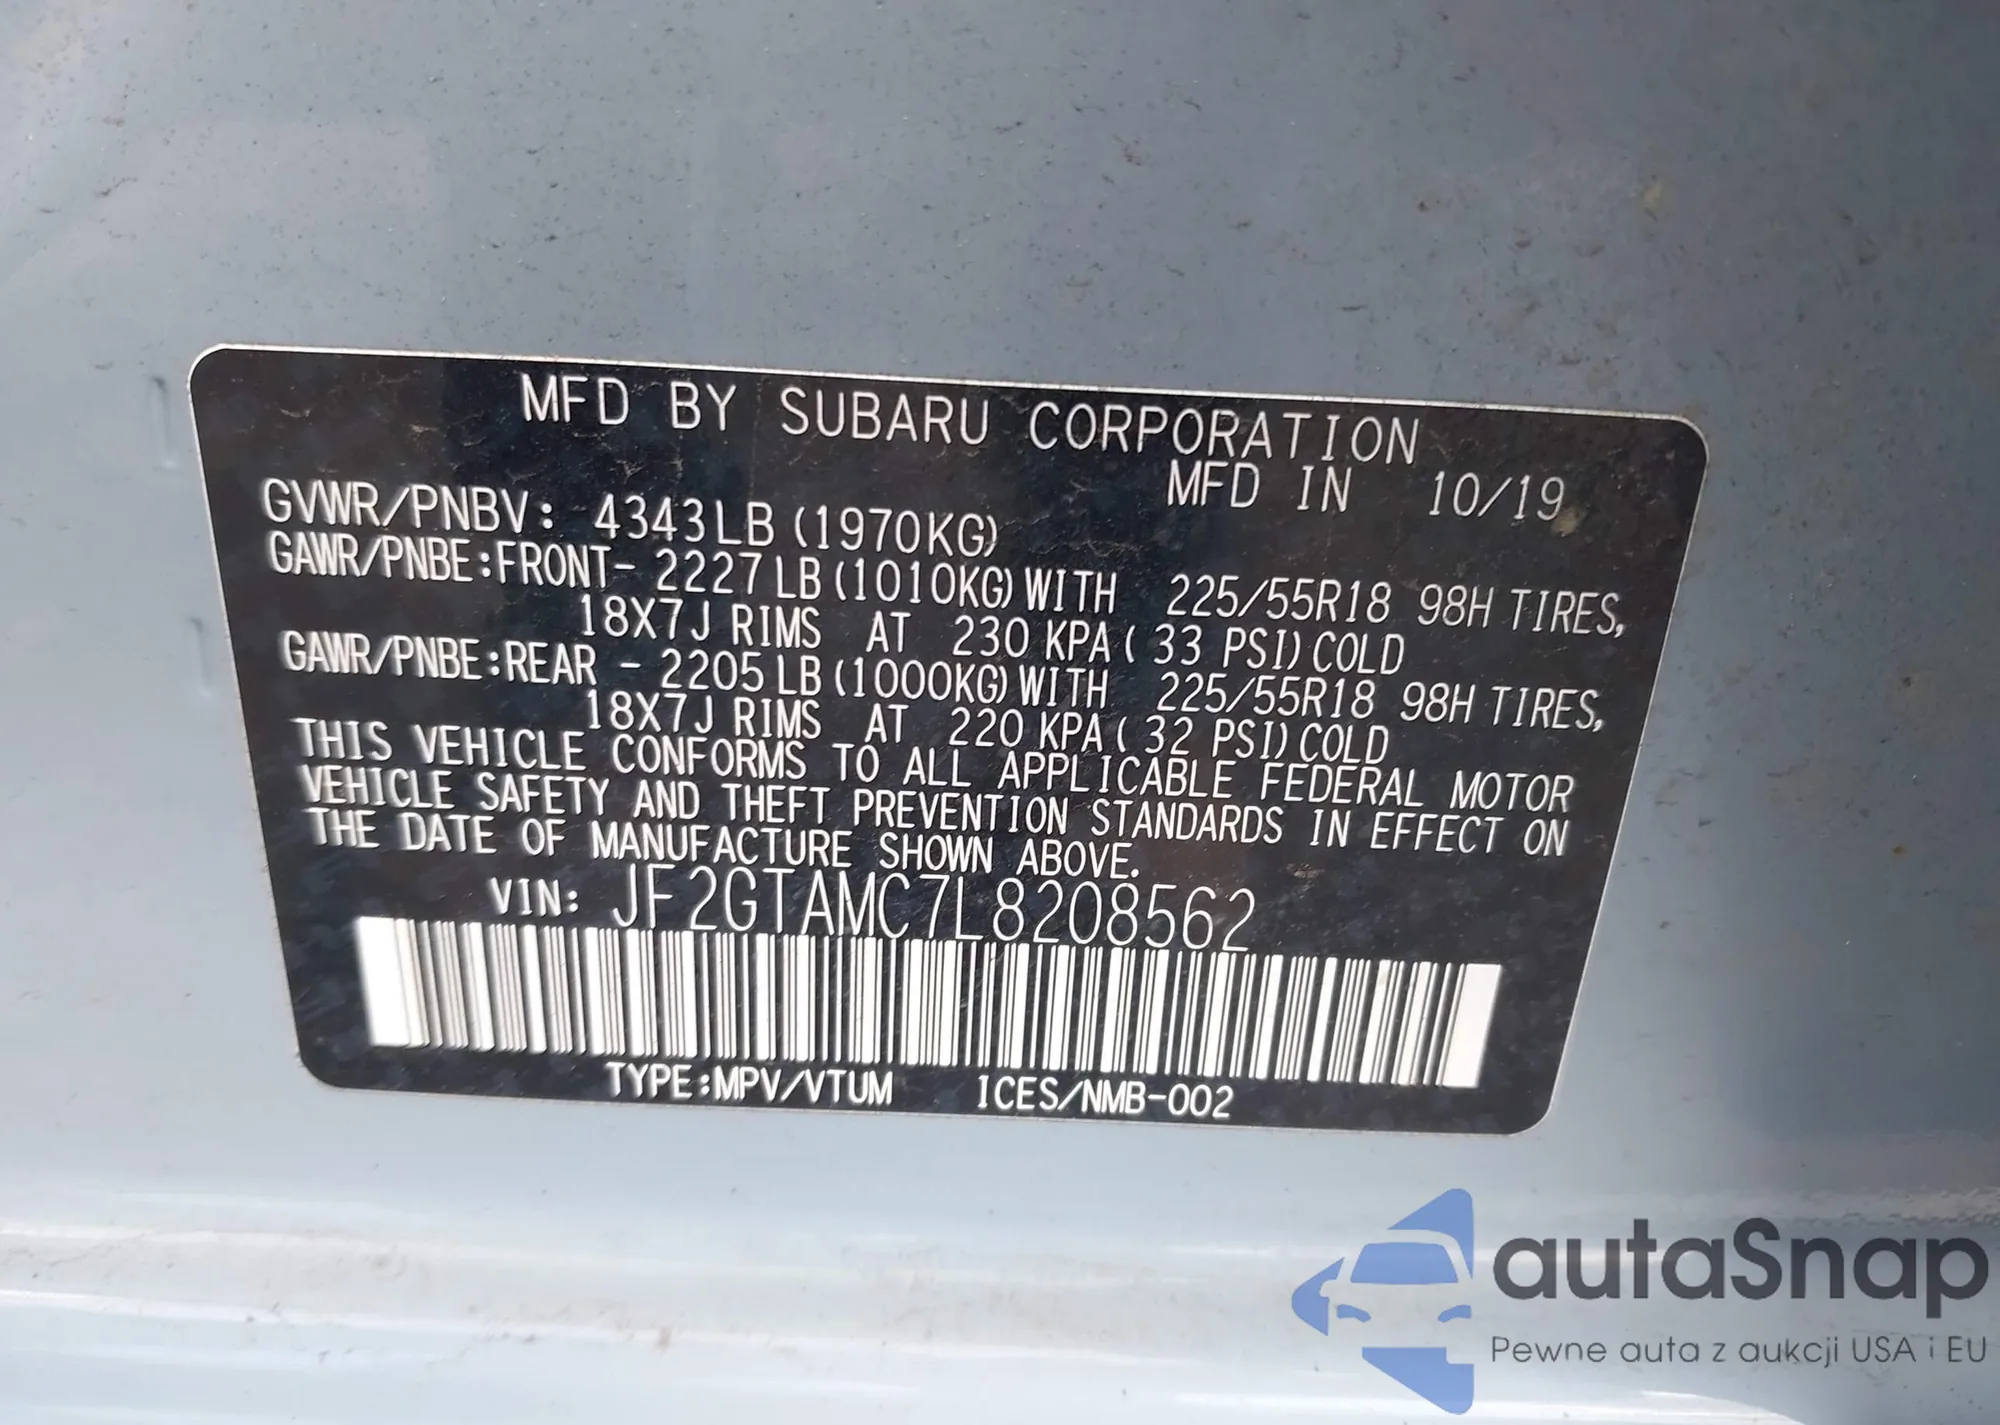 MFD BY SUBARU CORPORATION
MFD IN 10/19
GVWR/PNBV: 4343LB (1970KG)
GAWR/PNBE:FRONT- 2227LB (1010KG) WITH 225/55R18 98H TIRES,
18X7J RIMS AT 230 KPA ( 33 PSI) COLD
GAWR/PNBE:REAR - 2205LB (1000KG) WITH 225/55R18 98H TIRES,
18X7J RIMS AT 220 KPA ( 32 PSI) COLD
THIS VEHICLE CONFORMS TO ALL APPLICABLE FEDERAL MOTOR
VEHICLE SAFETY AND THEFT PREVENTION STANDARDS IN EFFECT ON
THE DATE OF MANUFACTURE SHOWN ABOVE.
VIN: JF2GTAMC7L8208562
TYPE:MPV/VTUM ICES/NMB-002
autaSnap
Pewne auta z aukcji USA i EU